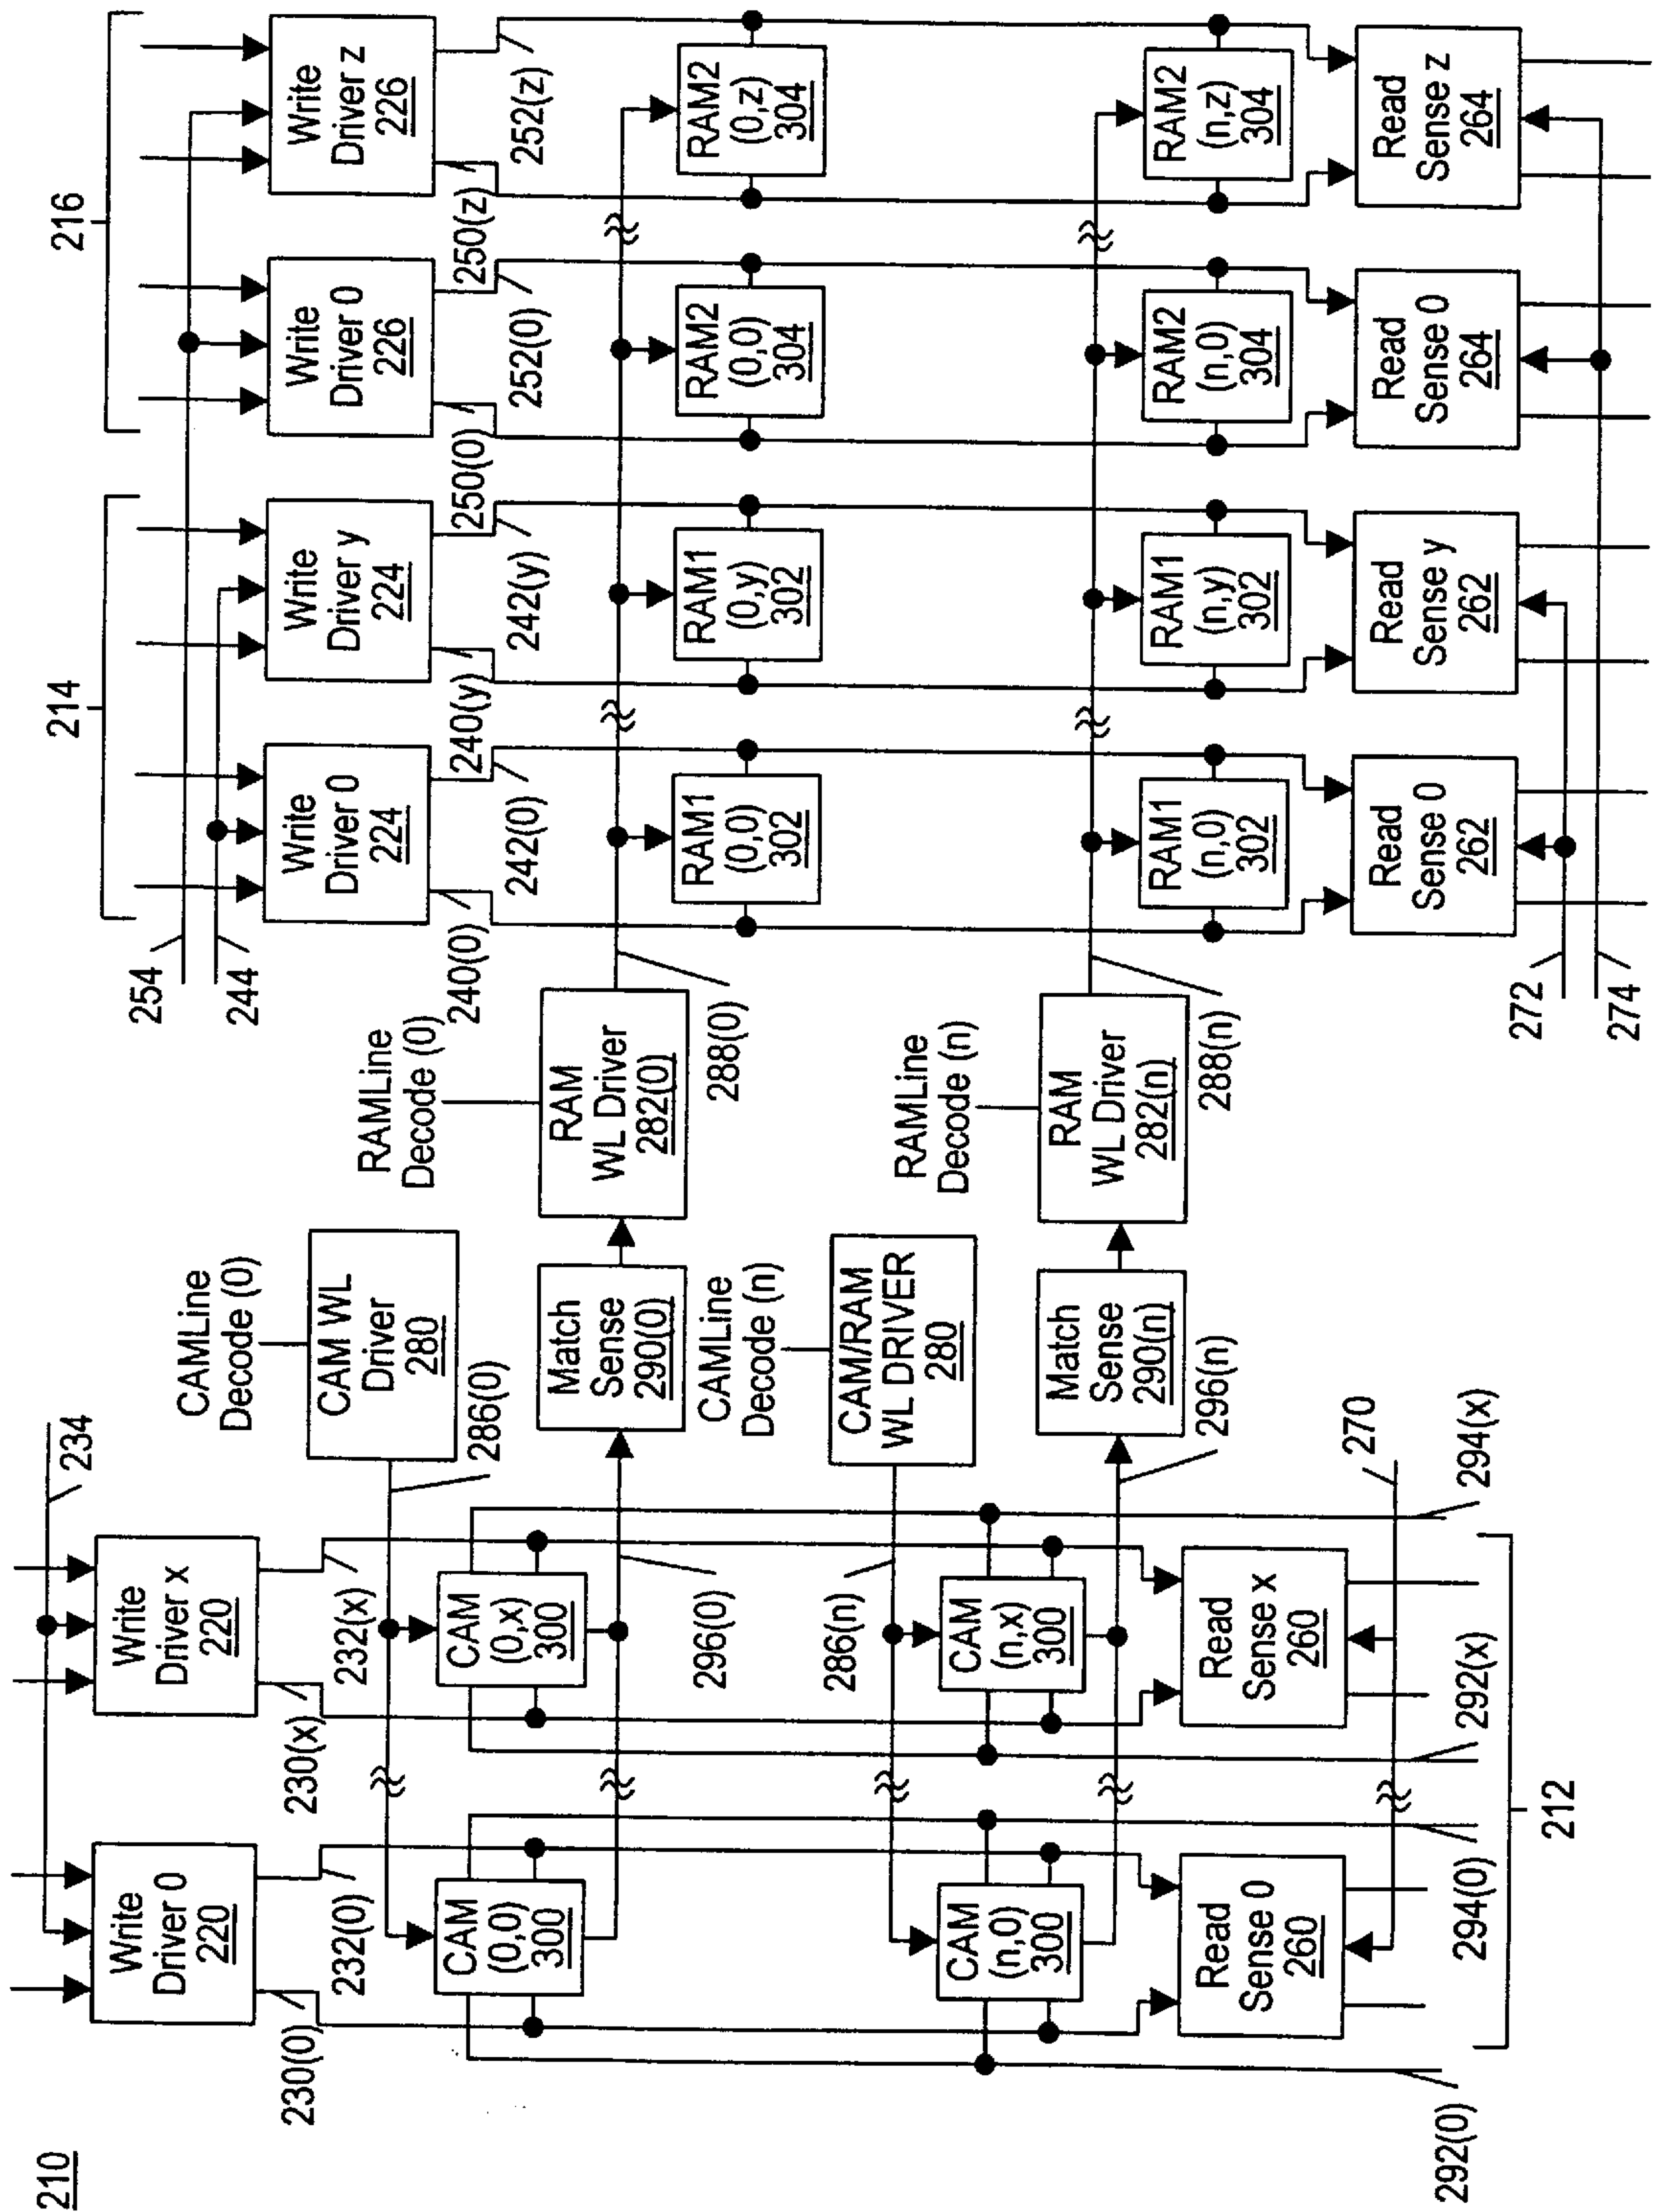 210
Write
Driver 0
220
Write
Driver x
220
234
230(0)
232(0)
230(x)
232(x)
CAMLine
Decode (0)
CAM WL
Driver
280
286(0)
CAM
(0,0)
300
CAM
(0,x)
300
296(0)
Match
Sense
290(0)
CAMLine
Decode (n)
CAM/RAM
WL DRIVER
280
286(n)
CAM
(n,0)
300
CAM
(n,x)
300
Match
Sense
290(n)
296(n)
Read
Sense 0
260
Read
Sense x
260
270
292(0)
294(0)
292(x)
294(x)
212
RAMLine
Decode (0)
RAM
WL Driver
282(0)
288(0)
RAMLine
Decode (n)
RAM
WL Driver
282(n)
288(n)
214
216
254
244
Write
Driver 0
224
Write
Driver y
224
Write
Driver 0
226
Write
Driver z
226
240(0)
242(0)
240(y)
242(y)
250(0)
252(0)
250(z)
252(z)
RAM1
(0,0)
302
RAM1
(0,y)
302
RAM2
(0,0)
304
RAM2
(0,z)
304
RAM1
(n,0)
302
RAM1
(n,y)
302
RAM2
(n,0)
304
RAM2
(n,z)
304
Read
Sense 0
262
Read
Sense y
262
Read
Sense 0
264
Read
Sense z
264
272
274